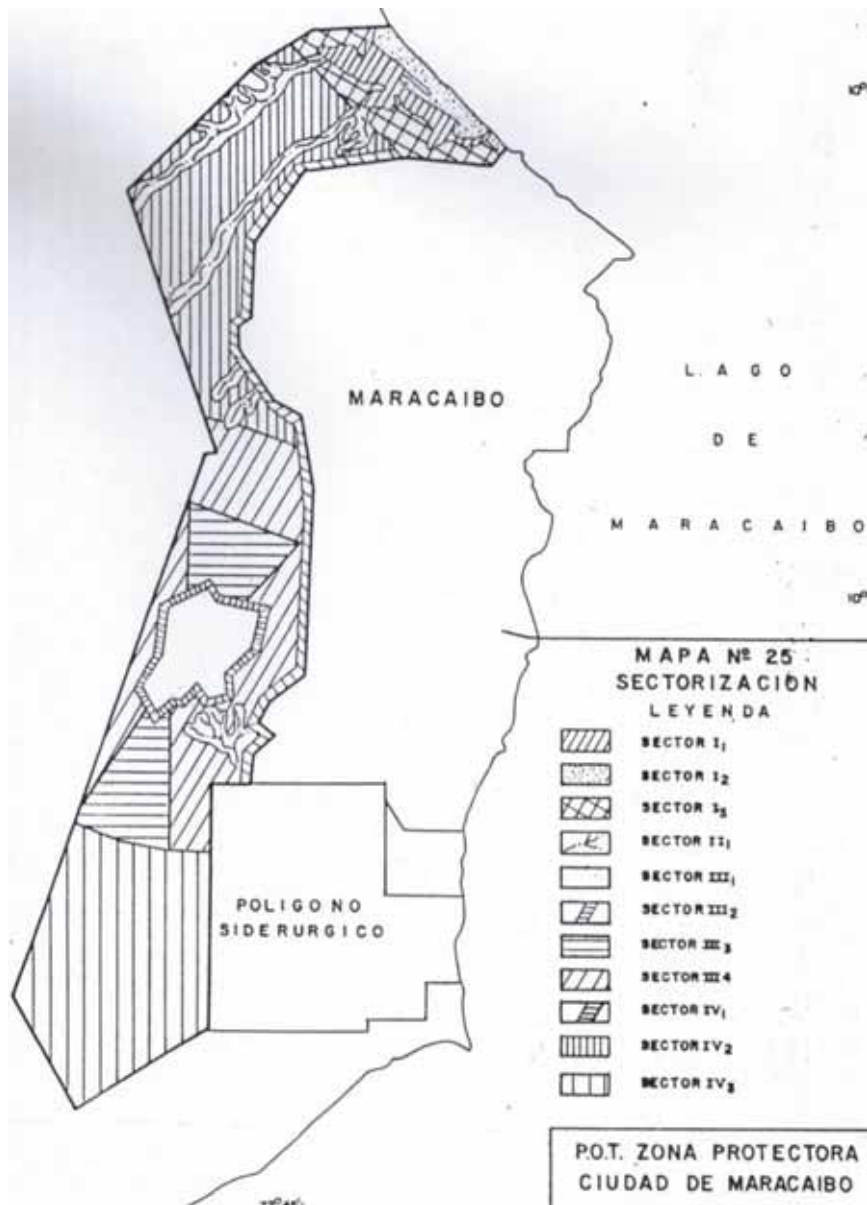 10º
MARACAIBO
LAGO
DE
MARACAIBO
10º
POLIGONO
SIDERURGICO
MAPA Nº 25
SECTORIZACION
LEYENDA
SECTOR I₁
SECTOR I₂
SECTOR I₃
SECTOR II₁
SECTOR III₁
SECTOR III₂
SECTOR III₃
SECTOR III4
SECTOR IV₁
SECTOR IV₂
SECTOR IV₃
P.O.T. ZONA PROTECTORA
CIUDAD DE MARACAIBO